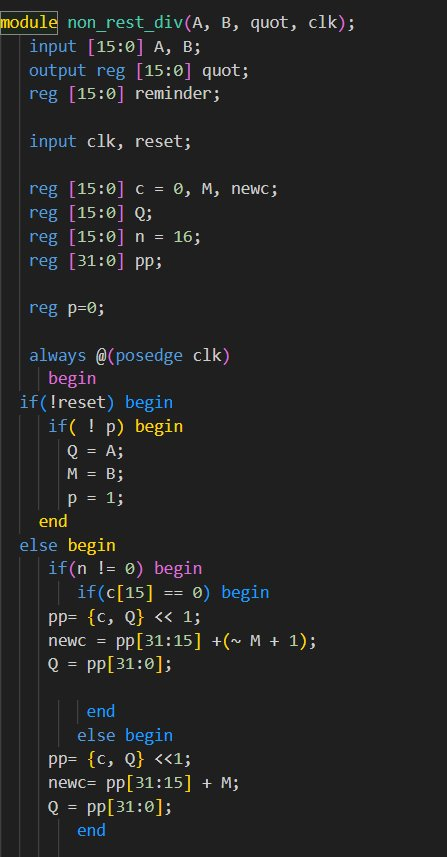 module non_rest_div(A, B, quot, clk);
input [15:0] A, B;
output reg [15:0] quot;
reg [15:0] reminder;
input clk, reset;
reg [15:0] c = 0, M, newc;
reg [15:0] Q;
reg [15:0] n = 16;
reg [31:0] pp;
reg p=0;
always @(posedge clk)
begin
if(!reset) begin
if( ! p) begin
Q = A;
M = B;
p = 1;
end
else begin
if(n != 0) begin
if(c[15] == 0) begin
pp= {c, Q} << 1;
newc = pp[31:15] +(~ M + 1);
Q = pp[31:0];
end
else begin
pp= {c, Q} <<1;
newc= pp[31:15] + M;
Q = pp[31:0];
end